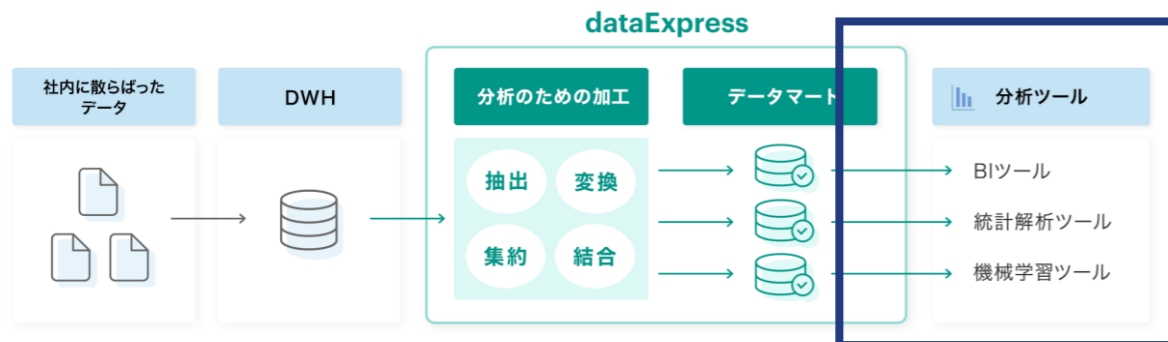 dataExpress
社内に散らばった
データ
DWH
分析のための加工
データマート
分析ツール
抽出
変換
集約
結合
BIツール
統計解析ツール
機械学習ツール